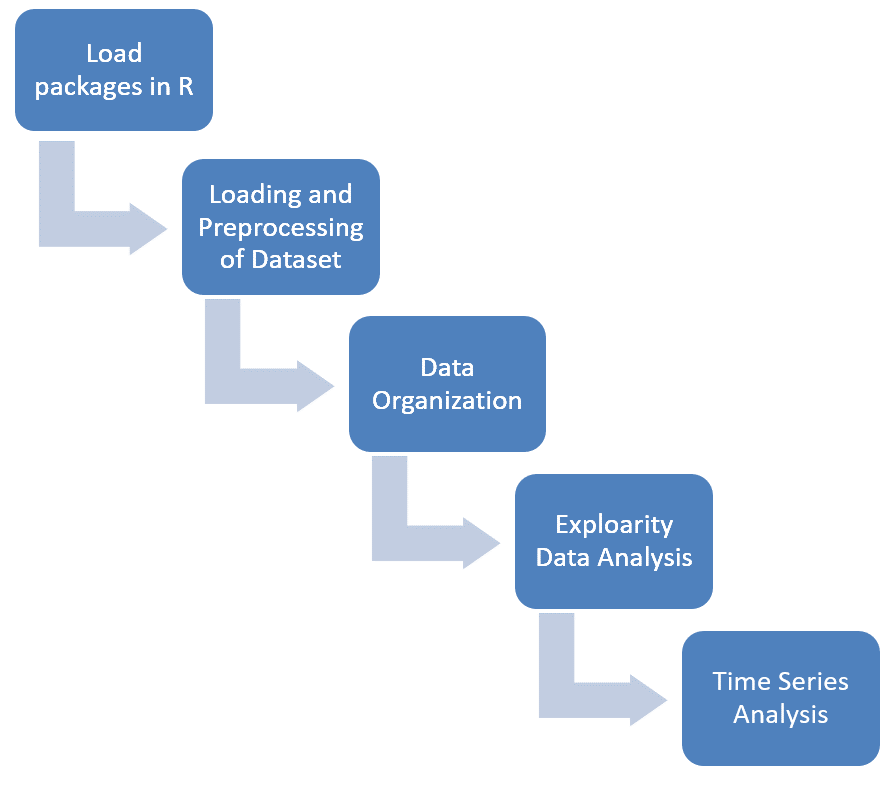 Load
packages in R
Loading and
Preprocessing
of Dataset
Data
Organization
Exploarity
Data Analysis
Time Series
Analysis